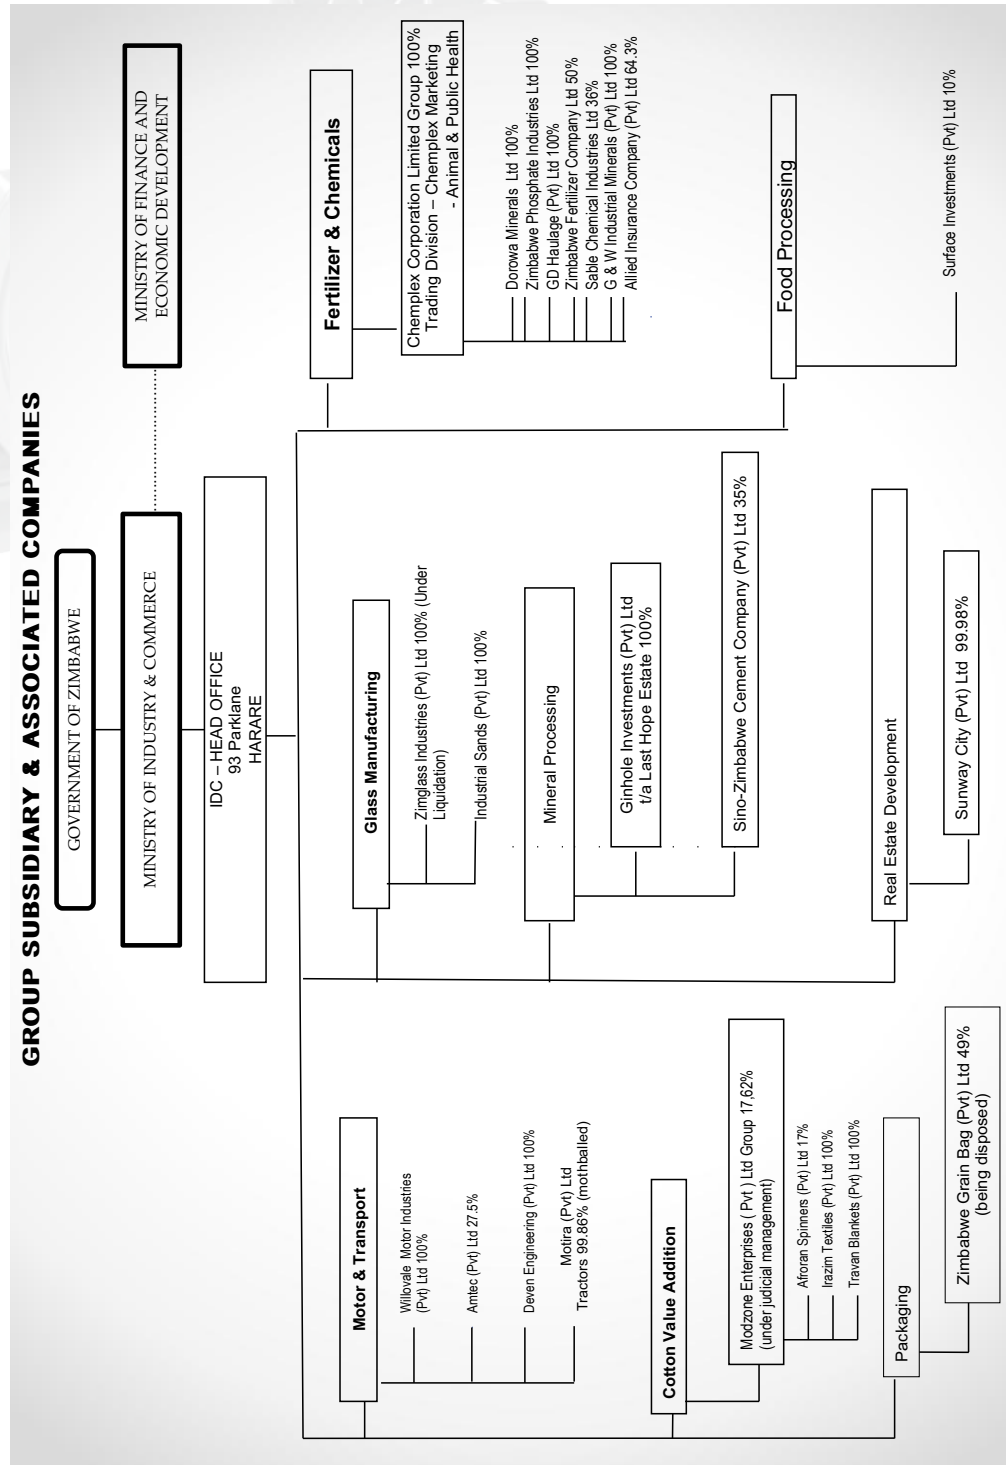 GROUP SUBSIDIARY & ASSOCIATED COMPANIES
GOVERNMENT OF ZIMBABWE
MINISTRY OF INDUSTRY & COMMERCE
MINISTRY OF FINANCE AND
ECONOMIC DEVELOPMENT
IDC – HEAD OFFICE
93 Parklane
HARARE
Motor & Transport
Willovale Motor Industries
(Pvt) Ltd 100%
Amtec (Pvt) Ltd 27.5%
Deven Engineering (Pvt) Ltd 100%
Motira (Pvt) Ltd
Tractors 99.86% (mothballed)
Cotton Value Addition
Modzone Enterprises ( Pvt ) Ltd Group 17,62%
(under judicial management)
Afroran Spinners (Pvt) Ltd 17%
Irazim Textiles (Pvt) Ltd 100%
Travan Blankets (Pvt) Ltd 100%
Packaging
Zimbabwe Grain Bag (Pvt) Ltd 49%
(being disposed)
Glass Manufacturing
Zimglass Industries (Pvt) Ltd 100% (Under
Liquidation)
Industrial Sands (Pvt) Ltd 100%
Mineral Processing
Ginhole Investments (Pvt) Ltd
t/a Last Hope Estate 100%
Sino-Zimbabwe Cement Company (Pvt) Ltd 35%
Real Estate Development
Sunway City (Pvt) Ltd 99.98%
Fertilizer & Chemicals
Chemplex Corporation Limited Group 100%
Trading Division – Chemplex Marketing
- Animal & Public Health
Dorowa Minerals Ltd 100%
Zimbabwe Phosphate Industries Ltd 100%
GD Haulage (Pvt) Ltd 100%
Zimbabwe Fertilizer Company Ltd 50%
Sable Chemical Industries Ltd 36%
G & W Industrial Minerals (Pvt) Ltd 100%
Allied Insurance Company (Pvt) Ltd 64.3%
Food Processing
Surface Investments (Pvt) Ltd 10%